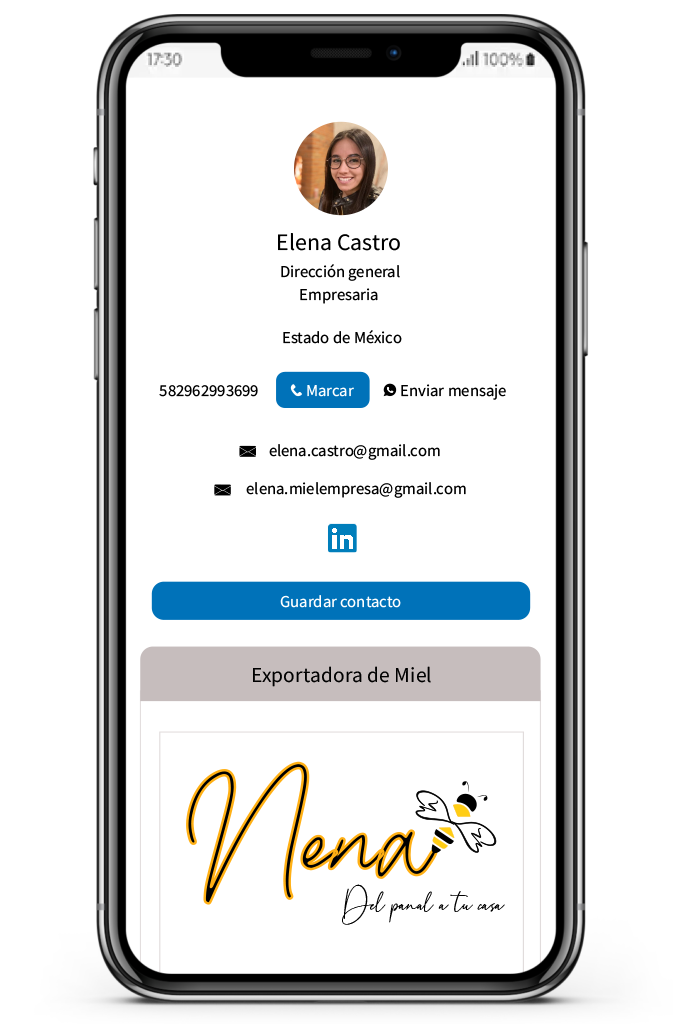 17:30 100%
Elena Castro
Dirección general
Empresaria
Estado de México
582962993699 Marcar Enviar mensaje
elena.castro@gmail.com
elena.mielempresa@gmail.com
in
Guardar contacto
Exportadora de Miel
Nena
Del panal a tu casa